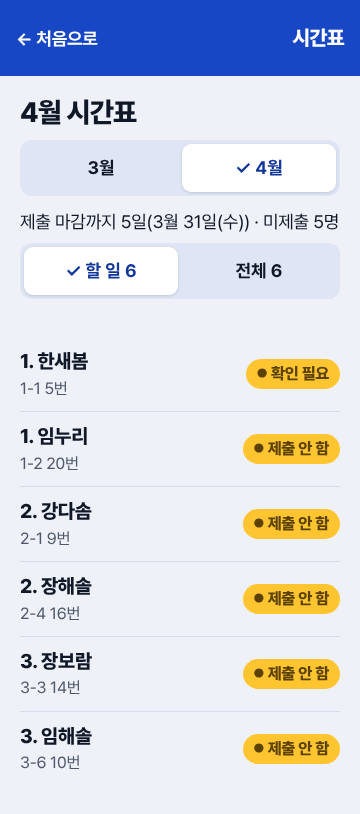 ← 처음으로
시간표
4월 시간표
3월
✓ 4월
제출 마감까지 5일(3월 31일(수)) · 미제출 5명
✓ 할 일 6
전체 6
1. 한새봄
● 확인 필요
1-1 5번
1. 임누리
● 제출 안 함
1-2 20번
2. 강다솜
● 제출 안 함
2-1 9번
2. 장해솔
● 제출 안 함
2-4 16번
3. 장보람
● 제출 안 함
3-3 14번
3. 임해솔
● 제출 안 함
3-6 10번